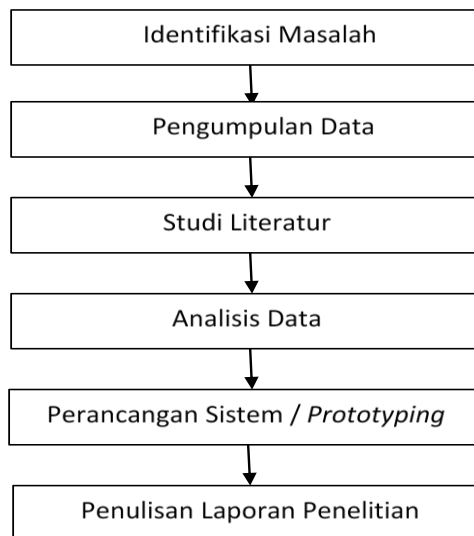 Identifikasi Masalah
Pengumpulan Data
Studi Literatur
Analisis Data
Perancangan Sistem / Prototyping
Penulisan Laporan Penelitian